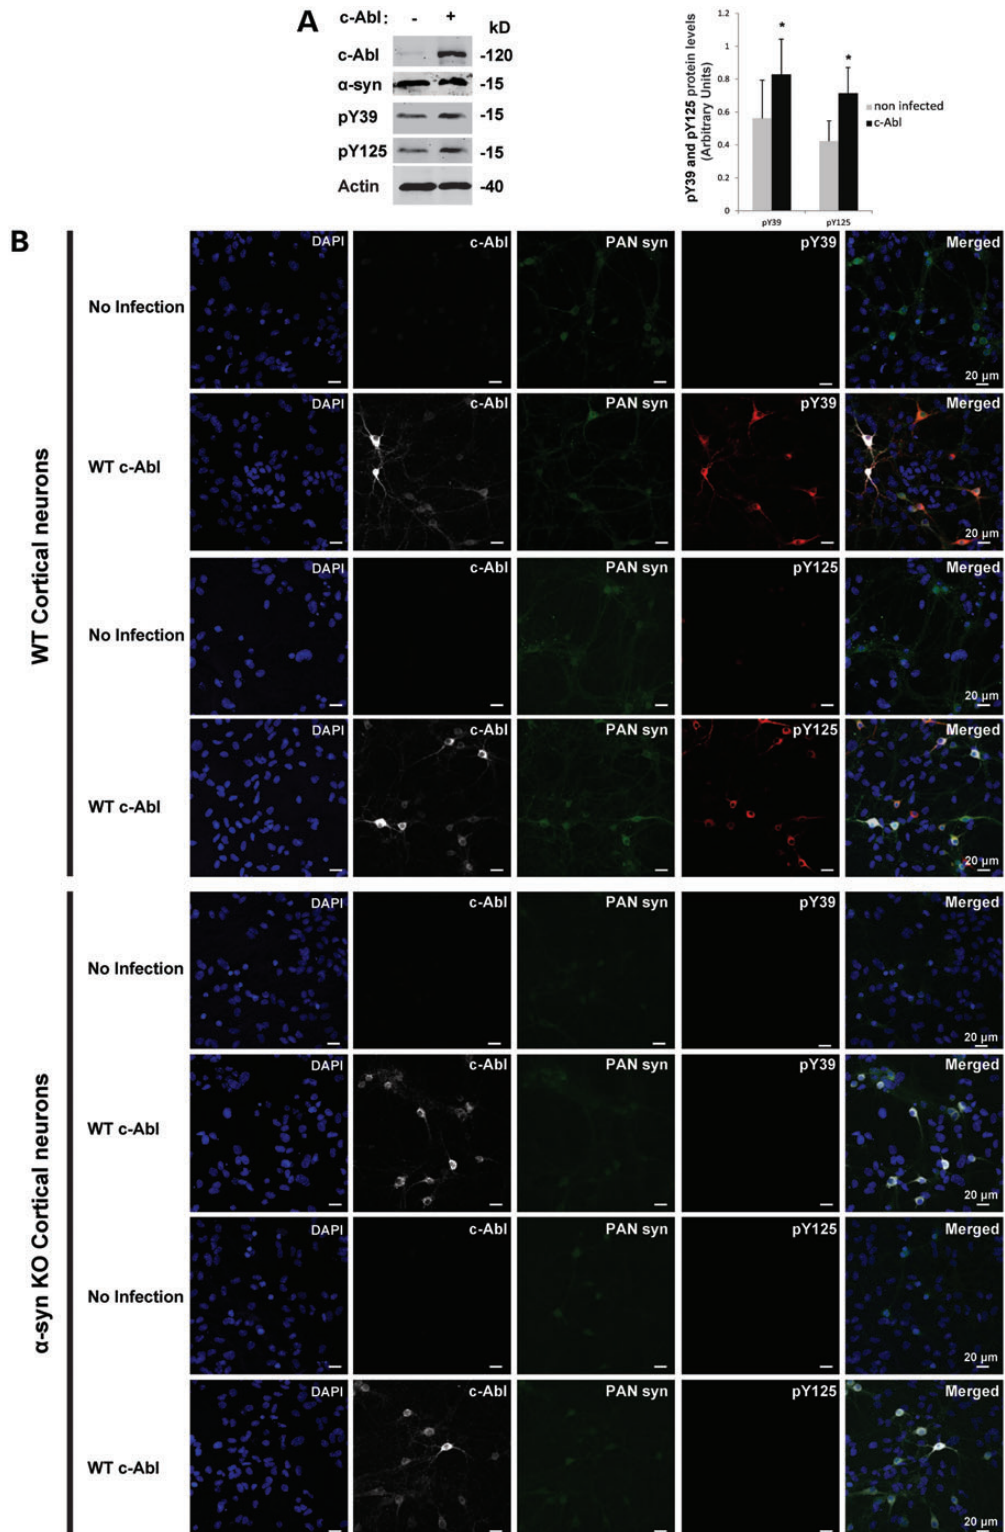 A
c-Abl: - + kD
c-Abl -120
α-syn -15
pY39 -15
pY125 -15
Actin -40
pY39 and pY125 protein levels
(Arbitrary Units)
1.2
1
0.8
0.6
0.4
0.2
0
* *
pY39 pY125
non infected
c-Abl
B
WT Cortical neurons
No Infection DAPI c-Abl PAN syn pY39 Merged
20 µm
WT c-Abl DAPI c-Abl PAN syn pY39 Merged
20 µm
No Infection DAPI c-Abl PAN syn pY125 Merged
20 µm
WT c-Abl DAPI c-Abl PAN syn pY125 Merged
20 µm
α-syn KO Cortical neurons
No Infection DAPI c-Abl PAN syn pY39 Merged
20 µm
WT c-Abl DAPI c-Abl PAN syn pY39 Merged
20 µm
No Infection DAPI c-Abl PAN syn pY125 Merged
20 µm
WT c-Abl DAPI c-Abl PAN syn pY125 Merged
20 µm